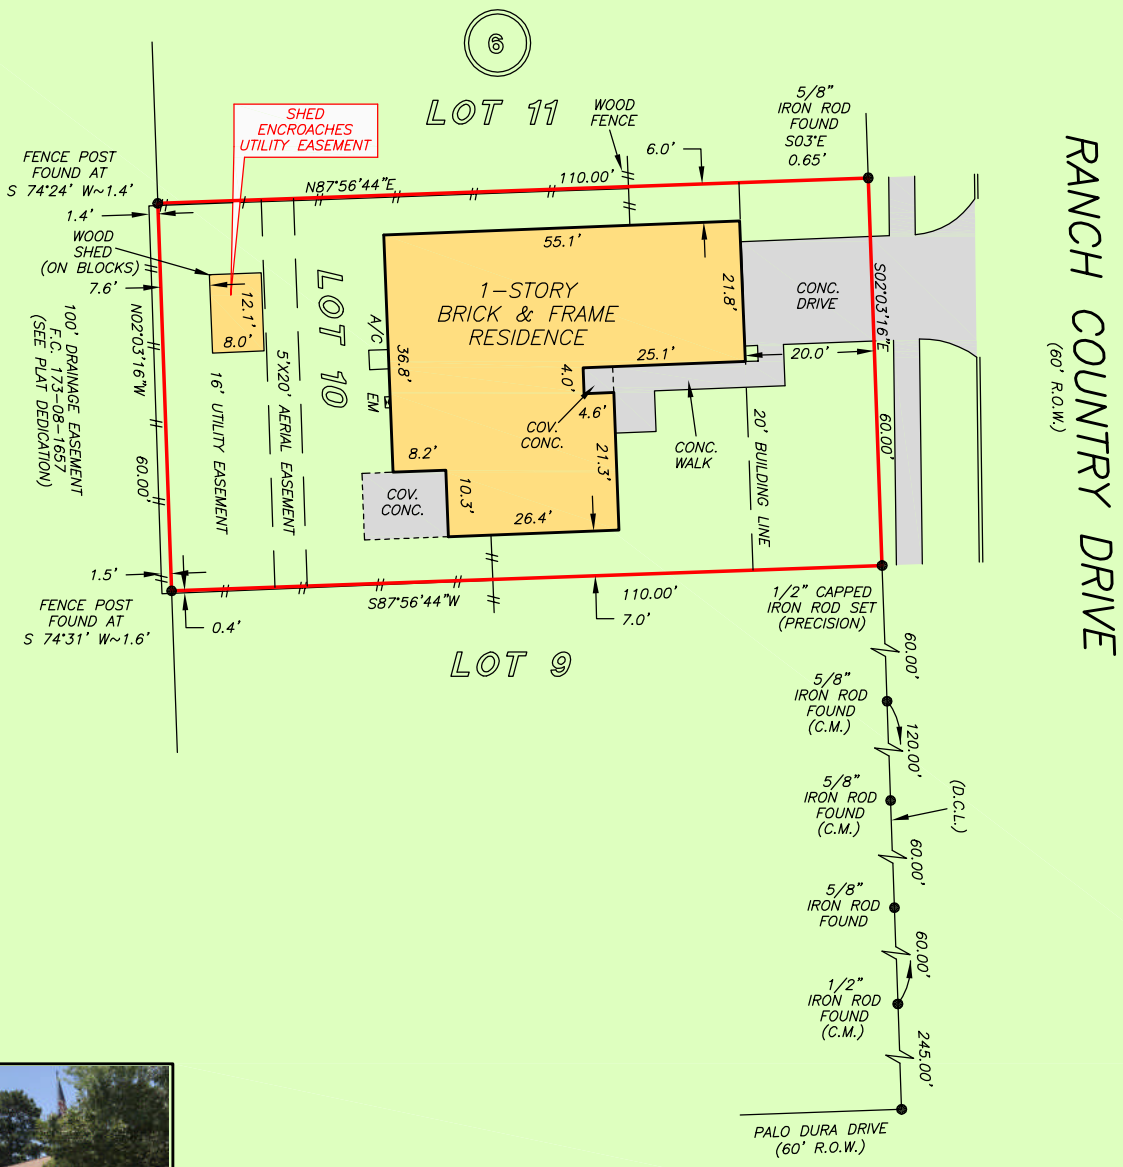 6
LOT 11
WOOD
FENCE
5/8"
IRON ROD
FOUND
S03°E
0.65'
SHED
ENCROACHES
UTILITY EASEMENT
FENCE POST
FOUND AT
S 74°24' W~1.4'
6.0'
N87°56'44"E
110.00'
1.4'
WOOD
SHED
(ON BLOCKS)
7.6'
12.1'
8.0'
N02°03'16"W
60.00'
100' DRAINAGE EASEMENT
F.C. 173-08-1657
(SEE PLAT DEDICATION)
16' UTILITY EASEMENT
5'X20' AERIAL EASEMENT
LOT 10
A/C
EM
55.1'
1-STORY
BRICK & FRAME
RESIDENCE
21.8'
36.8'
25.1'
4.0'
4.6'
COV.
CONC.
8.2'
21.3'
10.3'
26.4'
COV.
CONC.
CONC.
DRIVE
20.0'
CONC.
WALK
20' BUILDING LINE
S02°03'16"E
60.00'
RANCH COUNTRY DRIVE
(60' R.O.W.)
1.5'
FENCE POST
FOUND AT
S 74°31' W~1.6'
0.4'
S87°56'44"W
110.00'
7.0'
1/2" CAPPED
IRON ROD SET
(PRECISION)
LOT 9
60.00'
5/8"
IRON ROD
FOUND
(C.M.)
120.00'
5/8"
IRON ROD
FOUND
(C.M.)
(D.C.L.)
60.00'
5/8"
IRON ROD
FOUND
60.00'
1/2"
IRON ROD
FOUND
(C.M.)
245.00'
PALO DURA DRIVE
(60' R.O.W.)